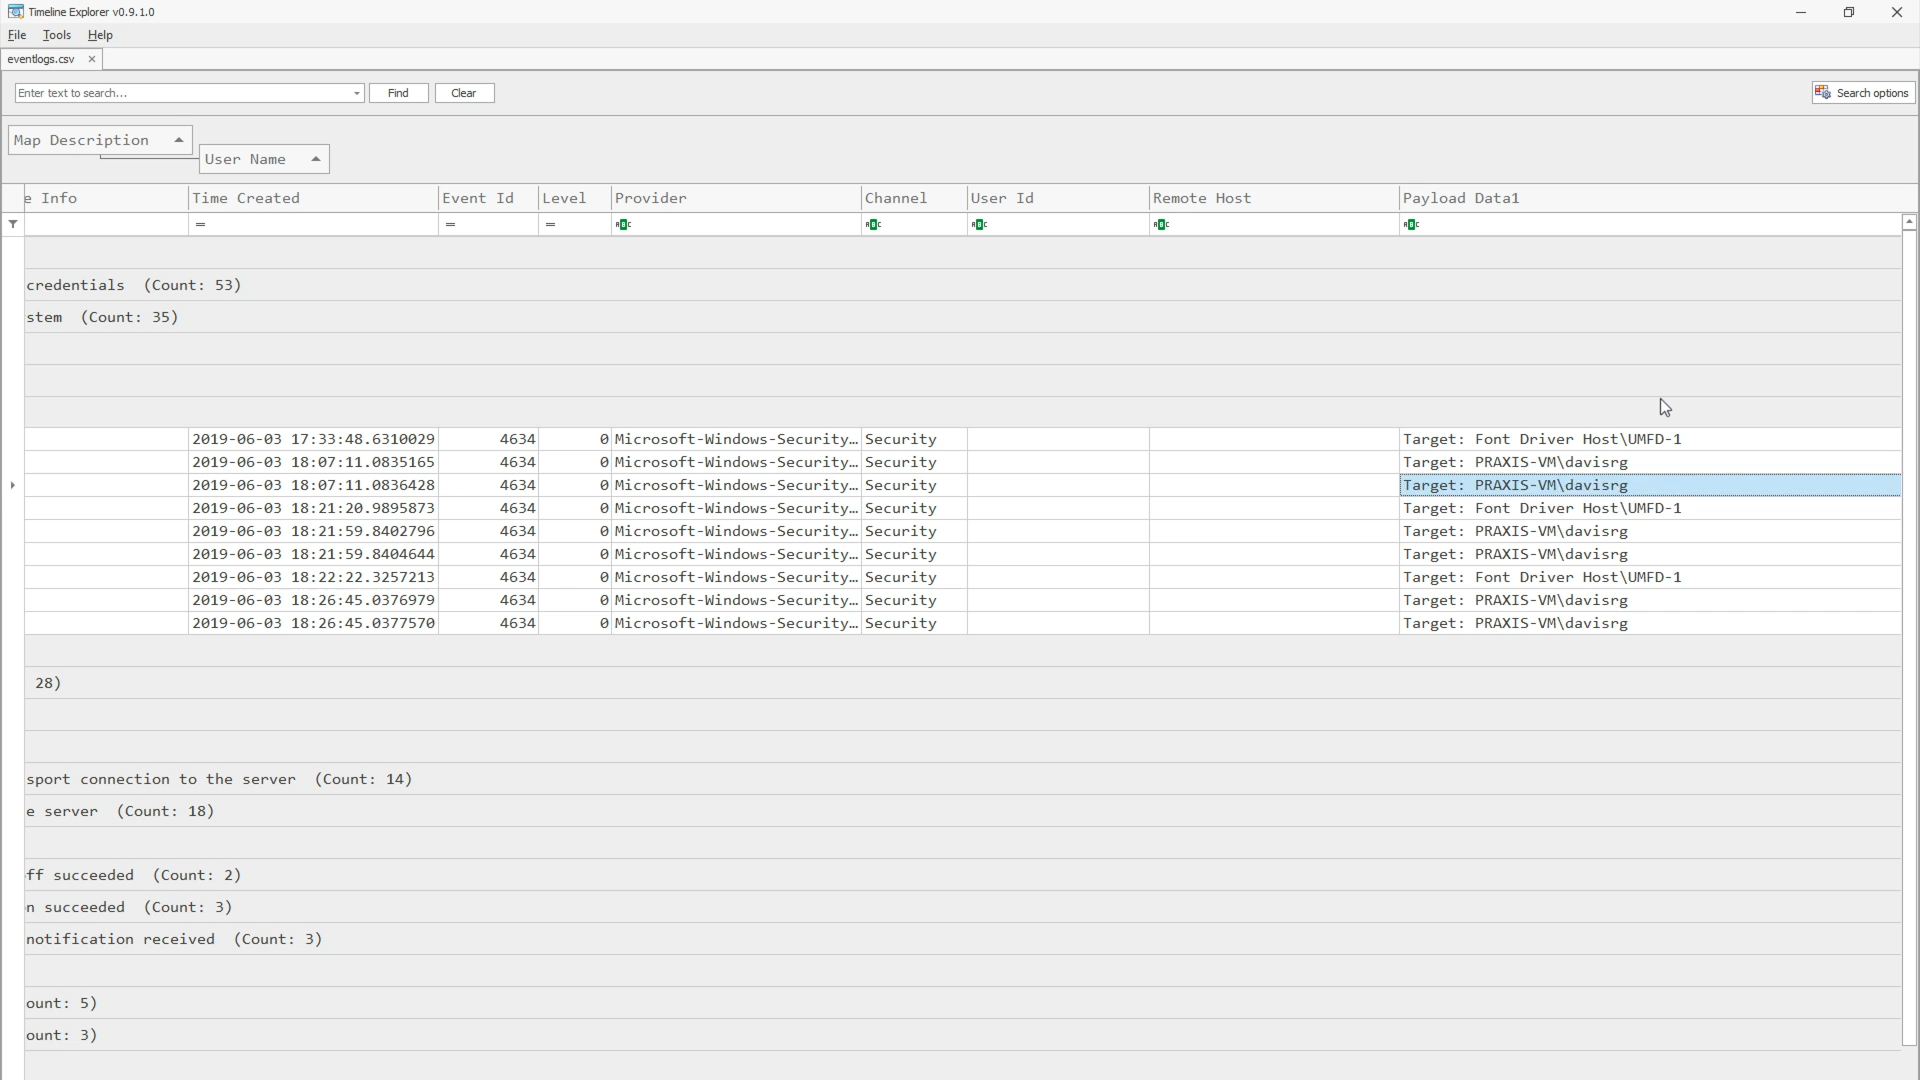 Timeline Explorer v0.9.1.0
File Tools Help
eventlogs.csv
Enter text to search... Find Clear Search options
Map Description
User Name
e Info Time Created Event Id Level Provider Channel User Id Remote Host Payload Data1
= = = ABC ABC ABC ABC ABC
credentials (Count: 53)
stem (Count: 35)
2019-06-03 17:33:48.6310029 4634 0 Microsoft-Windows-Security… Security Target: Font Driver Host\UMFD-1
2019-06-03 18:07:11.0835165 4634 0 Microsoft-Windows-Security… Security Target: PRAXIS-VM\davisrg
2019-06-03 18:07:11.0836428 4634 0 Microsoft-Windows-Security… Security Target: PRAXIS-VM\davisrg
2019-06-03 18:21:20.9895873 4634 0 Microsoft-Windows-Security… Security Target: Font Driver Host\UMFD-1
2019-06-03 18:21:59.8402796 4634 0 Microsoft-Windows-Security… Security Target: PRAXIS-VM\davisrg
2019-06-03 18:21:59.8404644 4634 0 Microsoft-Windows-Security… Security Target: PRAXIS-VM\davisrg
2019-06-03 18:22:22.3257213 4634 0 Microsoft-Windows-Security… Security Target: Font Driver Host\UMFD-1
2019-06-03 18:26:45.0376979 4634 0 Microsoft-Windows-Security… Security Target: PRAXIS-VM\davisrg
2019-06-03 18:26:45.0377570 4634 0 Microsoft-Windows-Security… Security Target: PRAXIS-VM\davisrg
28)
sport connection to the server (Count: 14)
e server (Count: 18)
ff succeeded (Count: 2)
n succeeded (Count: 3)
notification received (Count: 3)
ount: 5)
ount: 3)